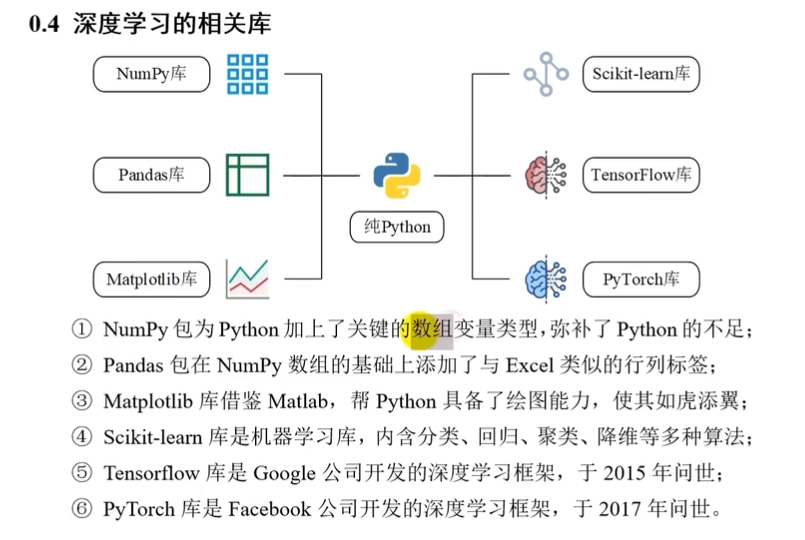 0.4 深度学习的相关库
NumPy库
Scikit-learn库
Pandas库
TensorFlow库
纯Python
Matplotlib库
PyTorch库
① NumPy 包为 Python 加上了关键的数组变量类型，弥补了 Python 的不足；
② Pandas 包在 NumPy 数组的基础上添加了与 Excel 类似的行列标签；
③ Matplotlib 库借鉴 Matlab，帮 Python 具备了绘图能力，使其如虎添翼；
④ Scikit-learn 库是机器学习库，内含分类、回归、聚类、降维等多种算法；
⑤ Tensorflow 库是 Google 公司开发的深度学习框架，于 2015 年问世；
⑥ PyTorch 库是 Facebook 公司开发的深度学习框架，于 2017 年问世。